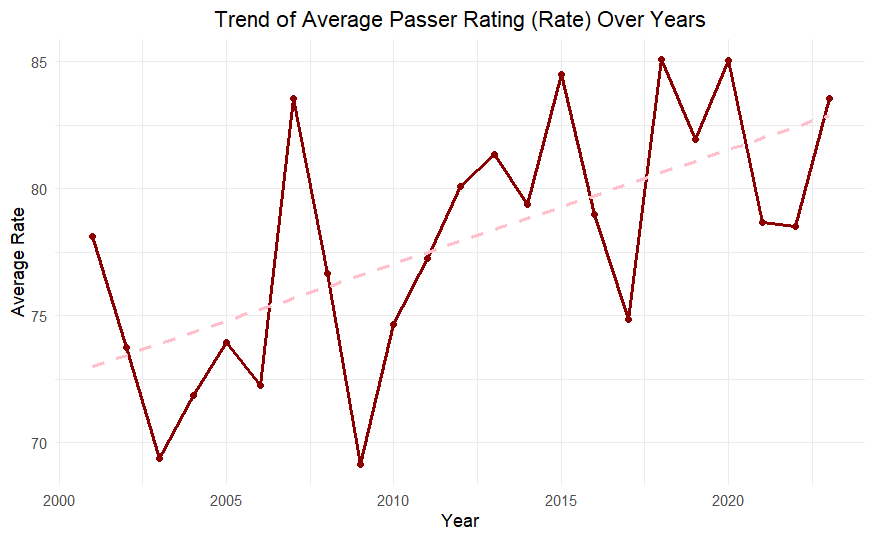 Trend of Average Passer Rating (Rate) Over Years
Average Rate
85
80
75
70
2000 2005 2010 2015 2020
Year